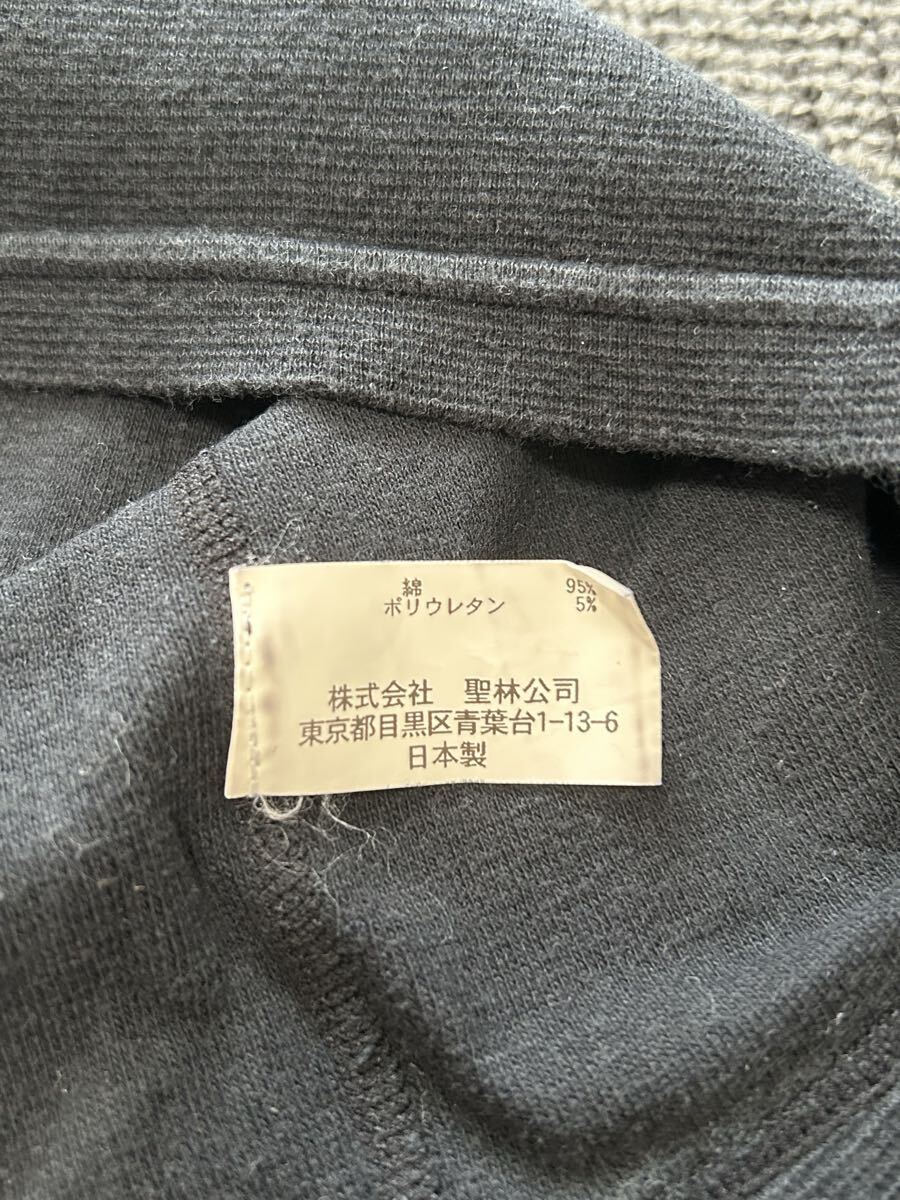 綿 95%
ポリウレタン 5%
株式会社 聖林公司
東京都目黒区青葉台1-13-6
日本製